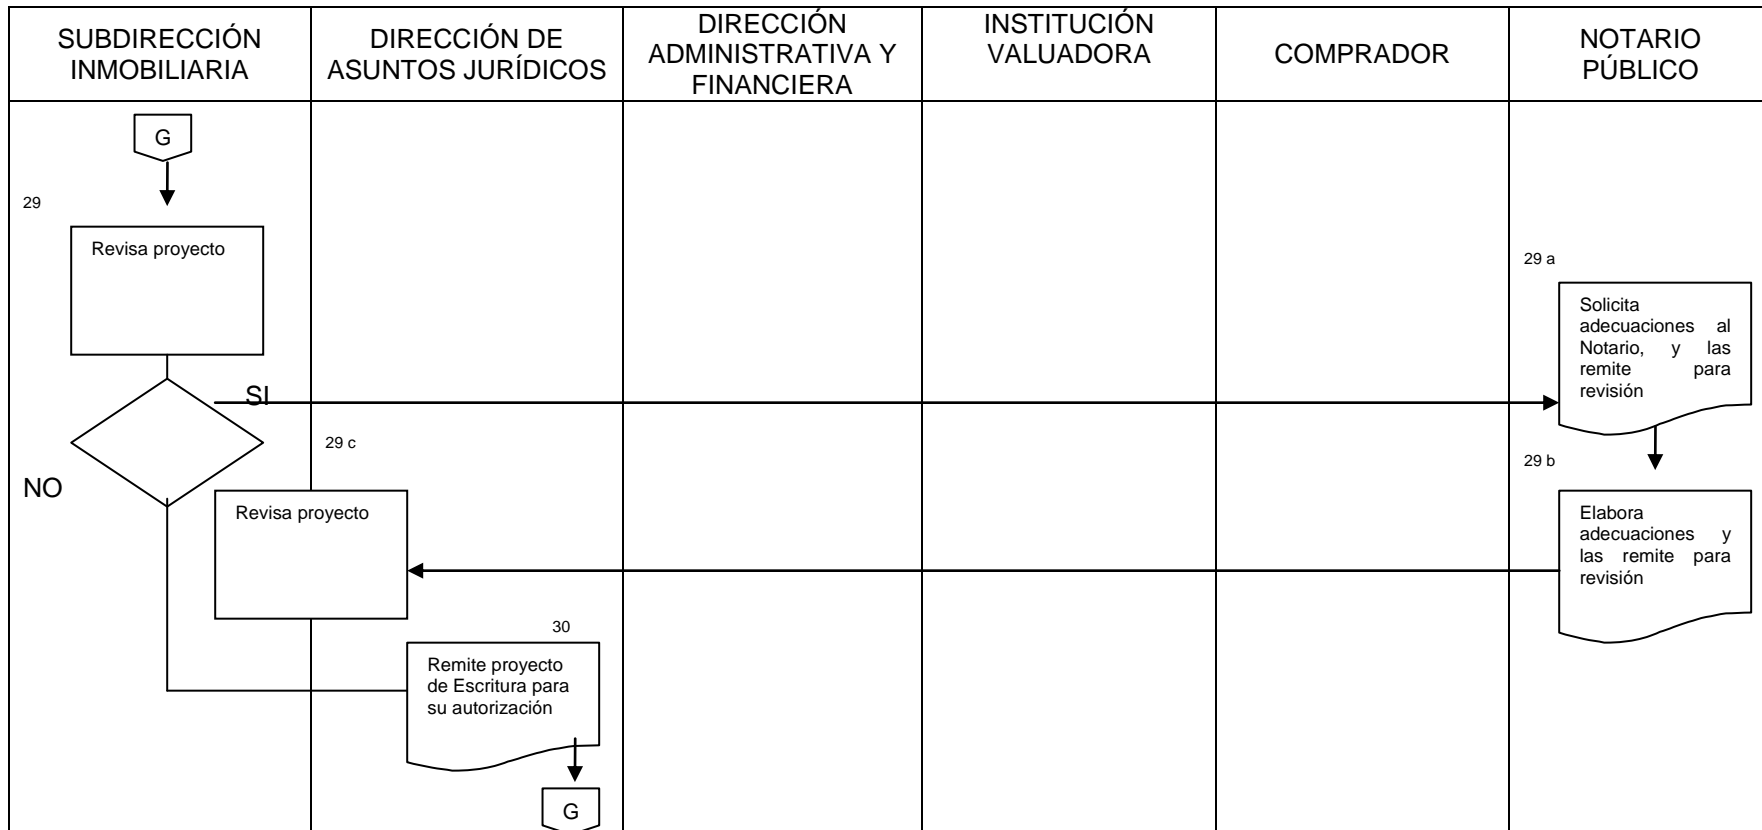 SUBDIRECCIÓN
INMOBILIARIA
DIRECCIÓN DE
ASUNTOS JURÍDICOS
DIRECCIÓN
ADMINISTRATIVA Y
FINANCIERA
INSTITUCIÓN
VALUADORA
COMPRADOR
NOTARIO
PÚBLICO
G
29
Revisa proyecto
29 a
Solicita
adecuaciones al
Notario, y las
remite para
revisión
SI
29 c
29 b
NO
Revisa proyecto
Elabora
adecuaciones y
las remite para
revisión
30
Remite proyecto
de Escritura para
su autorización
G